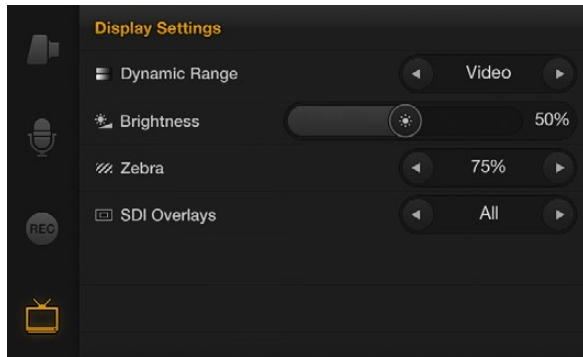 Display Settings
Dynamic Range Video
Brightness 50%
Zebra 75%
SDI Overlays All
REC